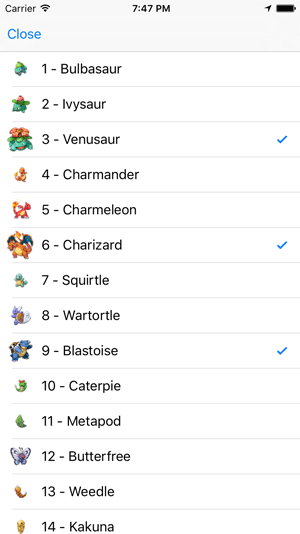 Carrier 7:47 PM
Close
1 - Bulbasaur
2 - Ivysaur
3 - Venusaur
4 - Charmander
5 - Charmeleon
6 - Charizard
7 - Squirtle
8 - Wartortle
9 - Blastoise
10 - Caterpie
11 - Metapod
12 - Butterfree
13 - Weedle
14 - Kakuna